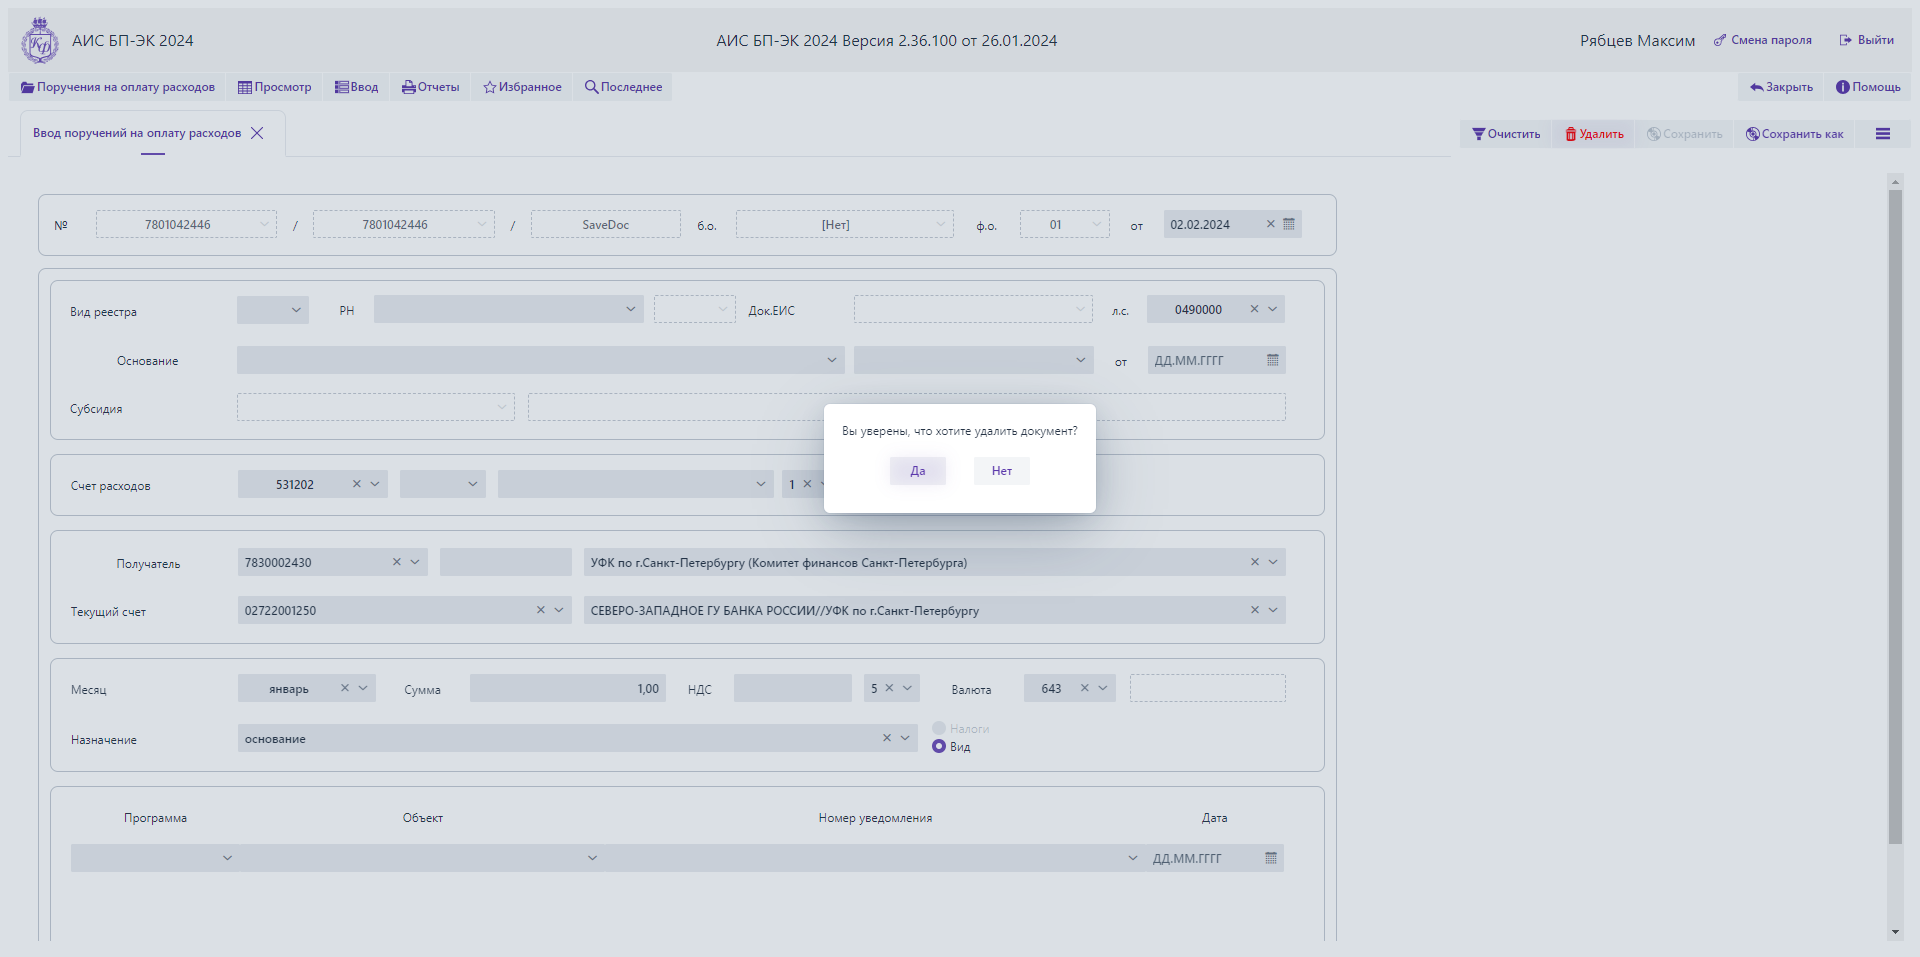 АИС БП-ЭК 2024
АИС БП-ЭК 2024 Версия 2.36.100 от 26.01.2024
Рябцев Максим Смена пароля Выйти
Поручения на оплату расходов Просмотр Ввод Отчеты Избранное Последнее Закрыть Помощь
Ввод поручений на оплату расходов Очистить Удалить Сохранить Сохранить как
№ 7801042446 / 7801042446 / SaveDoc б.о. [Нет] ф.о. 01 от 02.02.2024
Вид реестра РН Док.ЕИС л.с. 0490000
Основание от ДД.ММ.ГГГГ
Субсидия
Вы уверены, что хотите удалить документ?
Да Нет
Счет расходов 531202 1
Получатель 7830002430 УФК по г.Санкт-Петербургу (Комитет финансов Санкт-Петербурга)
Текущий счет 02722001250 СЕВЕРО-ЗАПАДНОЕ ГУ БАНКА РОССИИ//УФК по г.Санкт-Петербургу
Месяц январь Сумма 1,00 НДС 5 Валюта 643
Назначение основание Налоги
Вид
Программа Объект Номер уведомления Дата
ДД.ММ.ГГГГ